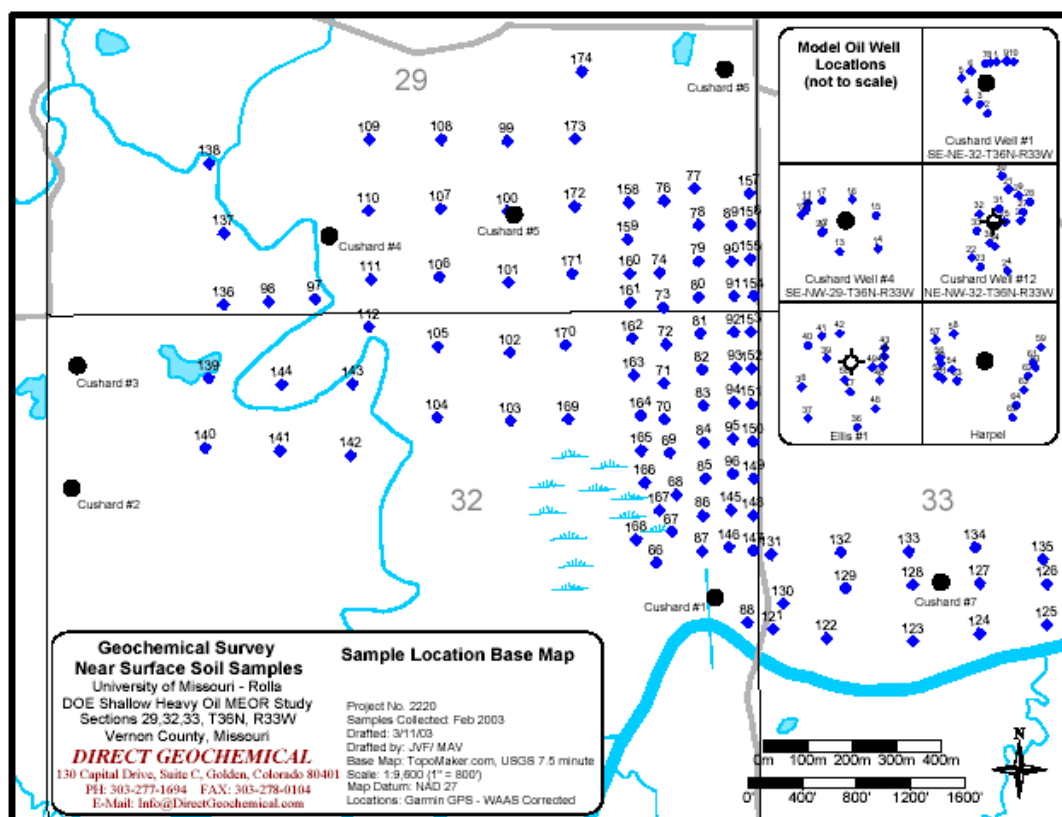 174
29
Cushard #6
109
108
99
173
138
110
107
100
172
158
76
77
157
137
Cushard #4
Cushard #5
78
89
156
159
111
106
101
171
160
74
79
90
155
136
98
97
161
73
80
91
154
112
105
102
170
162
72
81
92
153
Cushard #3
139
144
143
163
71
82
93
152
104
103
169
164
70
83
94
151
140
141
142
165
69
84
95
150
Cushard #2
32
166
68
85
96
149
33
167
67
86
145
148
168
66
87
146
147
131
132
133
134
135
130
129
128
127
126
Cushard #1
Cushard #7
88
121
122
123
124
125
Model Oil Well
Locations
(not to scale)
Cushard Well #1
SE-NE-32-T36N-R33W
Cushard Well #4
SE-NW-29-T36N-R33W
Cushard Well #12
NE-NW-32-T36N-R33W
Ellis #1
Harpel
Geochemical Survey
Near Surface Soil Samples
University of Missouri - Rolla
DOE Shallow Heavy Oil MEOR Study
Sections 29,32,33, T36N, R33W
Vernon County, Missouri
DIRECT GEOCHEMICAL
130 Capital Drive, Suite C, Golden, Colorado 80401
PH: 303-277-1694 FAX: 303-278-0104
E-Mail: Info@DirectGeochemical.com
Sample Location Base Map
Project No. 2220
Samples Collected: Feb 2003
Drafted: 3/11/03
Drafted by: JVF/ MAV
Base Map: TopoMaker.com, USGS 7.5 minute
Scale: 1:9,600 (1" = 800')
Map Datum: NAD 27
Locations: Garmin GPS - WAAS Corrected
0m 100m 200m 300m 400m
0' 400' 800' 1200' 1600'
N